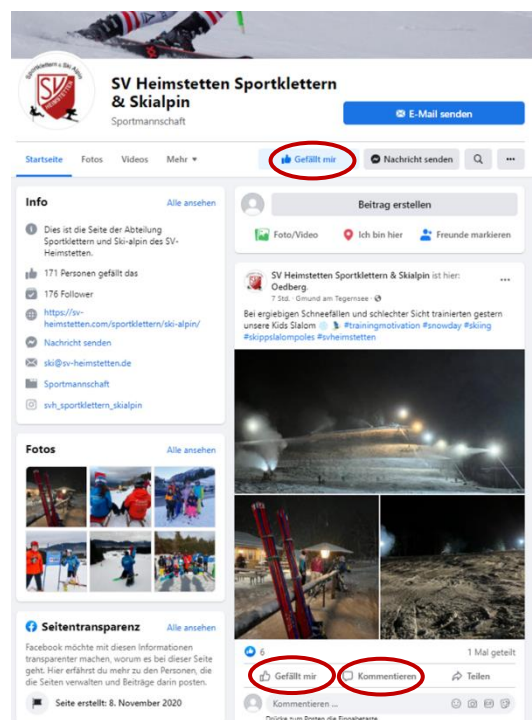 SV
HEIMSTETTEN
SV Heimstetten Sportklettern
& Skialpin
Sportmannschaft
E-Mail senden
Startseite Fotos Videos Mehr
Gefällt mir
Nachricht senden
Info Alle ansehen
Dies ist die Seite der Abteilung
Sportklettern und Ski-alpin des SV-
Heimstetten.
171 Personen gefällt das
176 Follower
https://sv-
heimstetten.com/sportklettern/ski-alpin/
Nachricht senden
ski@sv-heimstetten.de
Sportmannschaft
svh_sportklettern_skialpin
Fotos Alle ansehen
Seitentransparenz Alle ansehen
Facebook möchte mit diesen Informationen
transparenter machen, worum es bei dieser Seite
geht. Hier erfährst du mehr zu den Personen, die
die Seiten verwalten und Beiträge darin posten.
Seite erstellt: 8. November 2020
Beitrag erstellen
Foto/Video Ich bin hier Freunde markieren
SV Heimstetten Sportklettern & Skialpin ist hier:
Oedberg.
7 Std. · Gmund am Tegernsee ·
Bei ergiebigen Schneefällen und schlechter Sicht trainierten gestern
unsere Kids Slalom #trainingmotivation #snowday #skiing
#skippslalompoles #svheimstetten
6 1 Mal geteilt
Gefällt mir Kommentieren Teilen
Kommentieren ...
Drücke zum Posten die Eingabetaste.